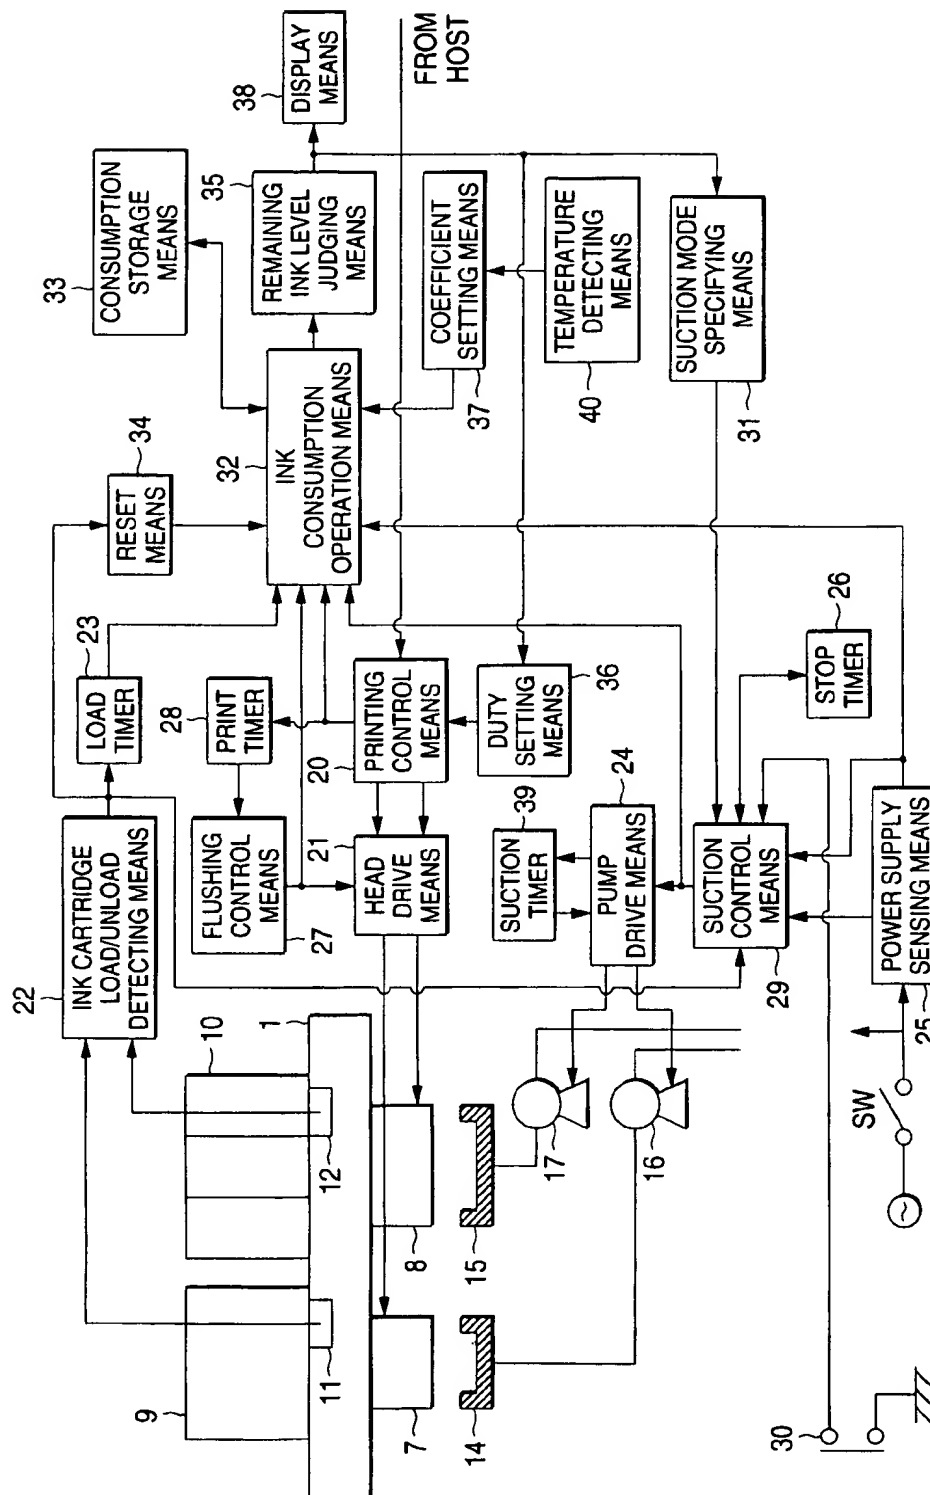 22
INK CARTRIDGE
LOAD/UNLOAD
DETECTING MEANS
23
LOAD
TIMER
34
RESET
MEANS
33
CONSUMPTION
STORAGE
MEANS
38
DISPLAY
MEANS
35
REMAINING
INK LEVEL
JUDGING
MEANS
32
INK
CONSUMPTION
OPERATION MEANS
28
PRINT
TIMER
27
FLUSHING
CONTROL
MEANS
21
HEAD
DRIVE
MEANS
20
PRINTING
CONTROL
MEANS
FROM
HOST
37
COEFFICIENT
SETTING MEANS
40
TEMPERATURE
DETECTING
MEANS
36
DUTY
SETTING
MEANS
39
SUCTION
TIMER
24
PUMP
DRIVE MEANS
31
SUCTION MODE
SPECIFYING
MEANS
29
SUCTION
CONTROL
MEANS
26
STOP
TIMER
25
POWER SUPPLY
SENSING MEANS
SW
30
9
10
1
11
12
7
8
14
15
16
17